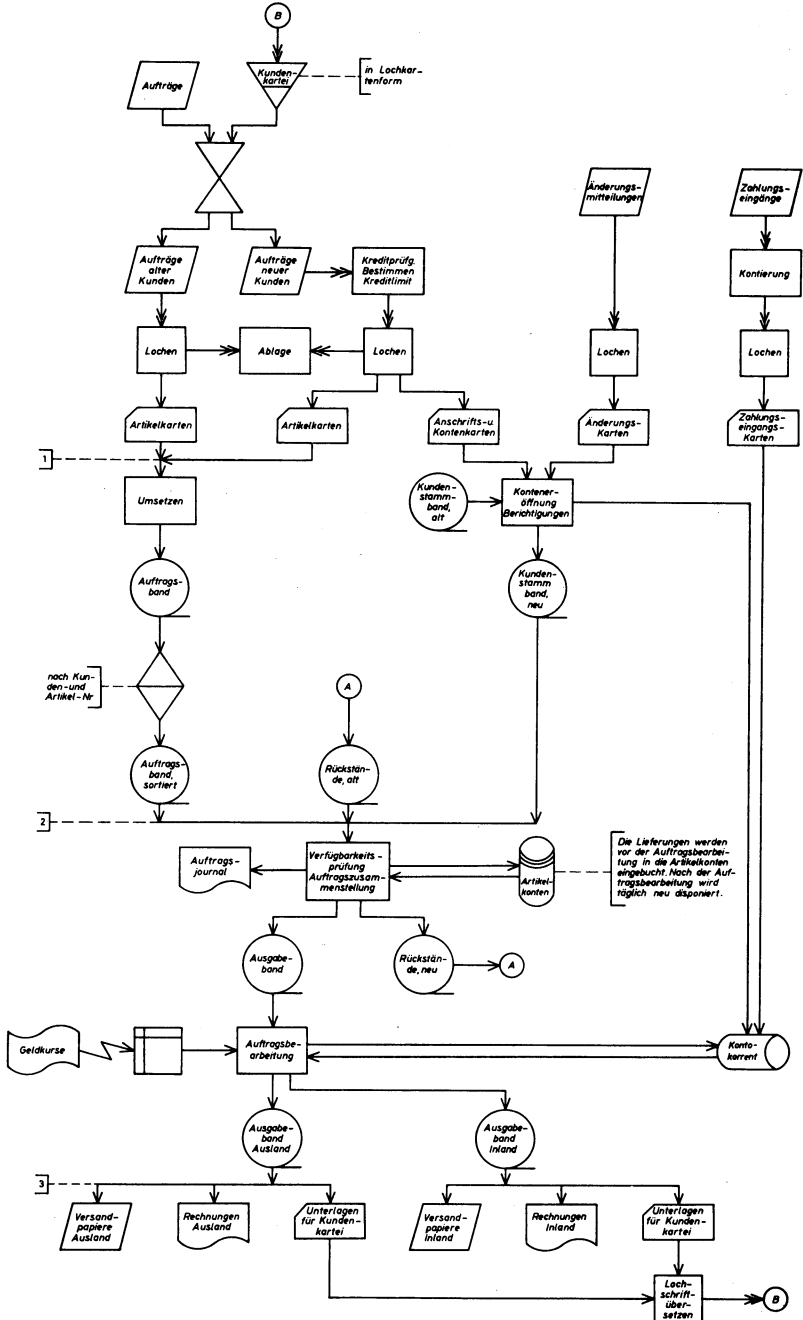 B
Kunden-
kartei
in Lochkar-
tenform
Aufträge
Änderungs-
mitteilungen
Zahlungs-
eingänge
Aufträge
alter
Kunden
Aufträge
neuer
Kunden
Kreditprüfg.
Bestimmen
Kreditlimit
Kontierung
Lochen
Ablage
Lochen
Lochen
Lochen
Artikelkarten
Artikelkarten
Anschrifts-u.
Kontenkarten
Änderungs-
Karten
Zahlungs-
eingangs-
Karten
1
Umsetzen
Kunden-
stamm-
band,
alt
Kontener-
öffnung
Berichtigungen
Auftrags-
band
Kunden-
stamm
band,
neu
nach Kun-
den-und
Artikel-Nr
A
Auftrags-
band,
sortiert
Rückstän-
de, alt
2
Auftrags-
journal
Verfügbarkeits-
prüfung
Auftragszusam-
menstellung
Artikel-
konten
Die Lieferungen werden
vor der Auftragsbearbei-
tung in die Artikelkonten
eingebucht. Nach der Auf-
tragsbearbeitung wird
täglich neu disponiert.
Ausgabe-
band
Rückstän-
de, neu
A
Geldkurse
Auftragsbe-
arbeitung
Konto-
korrent
Ausgabe-
band
Ausland
Ausgabe-
band
Inland
3
Versand-
papiere
Ausland
Rechnungen
Ausland
Unterlagen
für Kunden-
kartei
Versand-
papiere
Inland
Rechnungen
Inland
Unterlagen
für Kunden-
kartei
Loch-
schrift-
über-
setzen
B